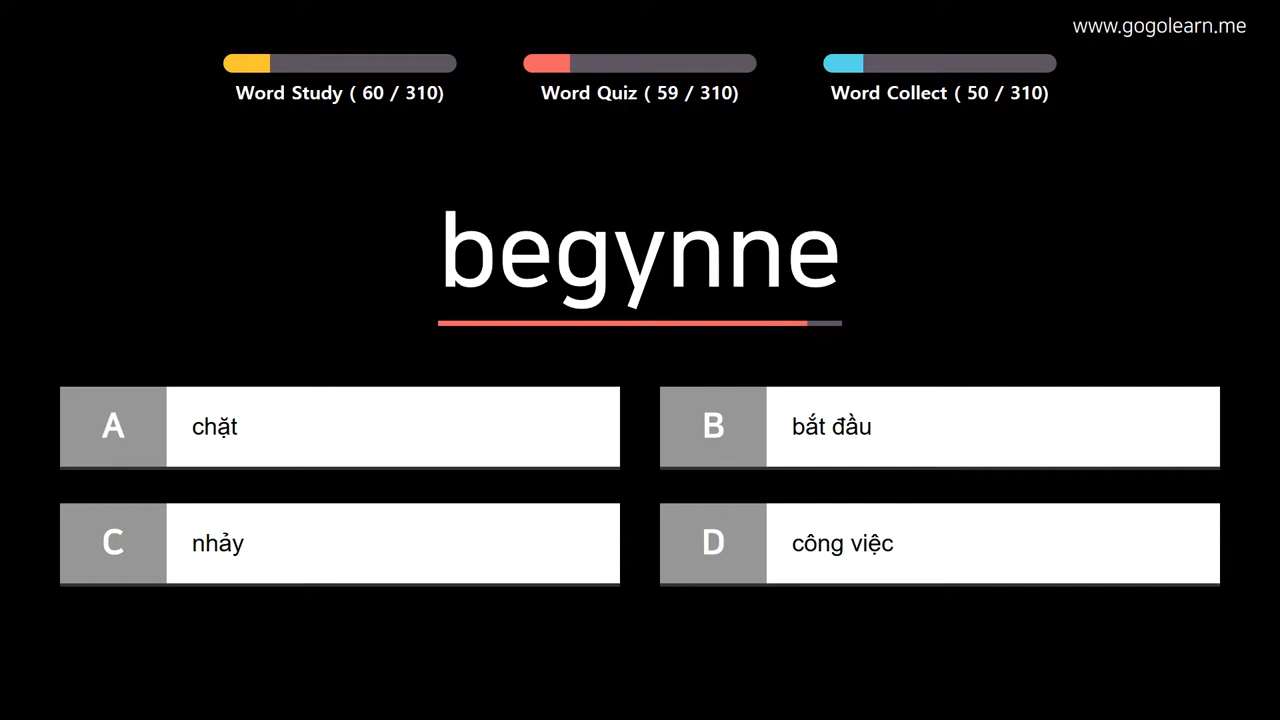 www.gogolearn.me
Word Study ( 60 / 310)
Word Quiz ( 59 / 310)
Word Collect ( 50 / 310)
begynne
A chặt
B bắt đầu
C nhảy
D công việc